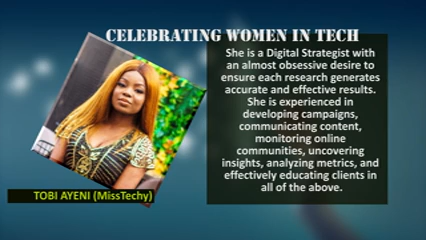 CELEBRATING WOMEN IN TECH
She is a Digital Strategist with
an almost obsessive desire to
ensure each research generates
accurate and effective results.
She is experienced in
developing campaigns,
communicating content,
monitoring online
communities, uncovering
insights, analyzing metrics, and
effectively educating clients in
all of the above.
TOBI AYENI (MissTechy)